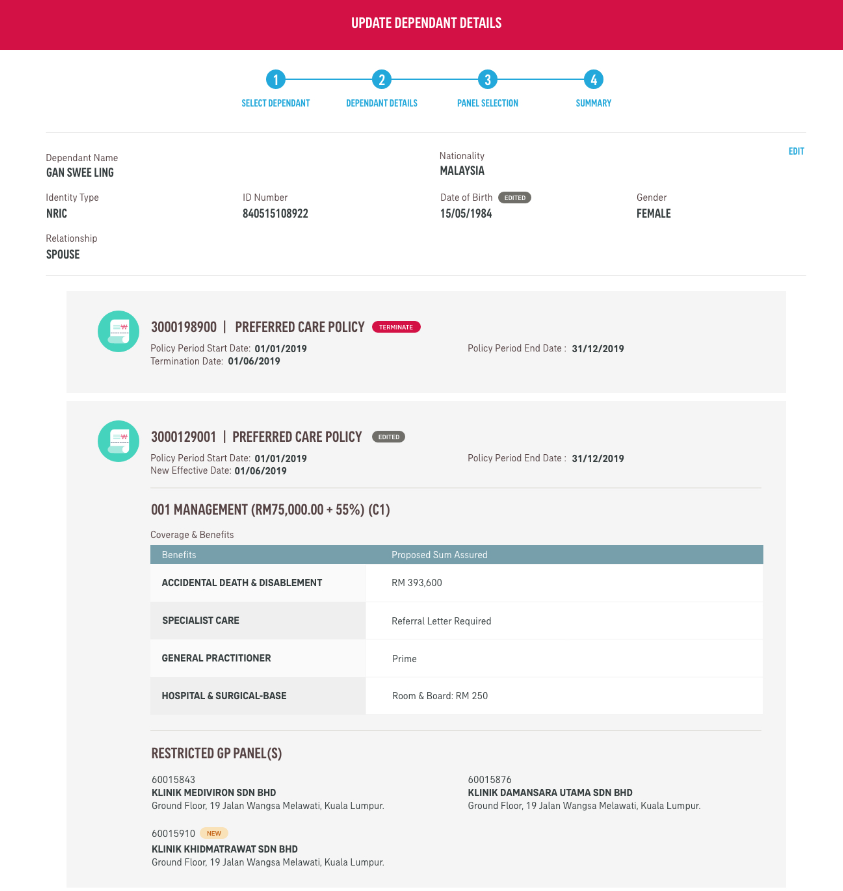 UPDATE DEPENDANT DETAILS
1 2 3 4
SELECT DEPENDANT DEPENDANT DETAILS PANEL SELECTION SUMMARY
EDIT
Dependant Name Nationality
GAN SWEE LING MALAYSIA
Identity Type ID Number Date of Birth EDITED Gender
NRIC 840515108922 15/05/1984 FEMALE
Relationship
SPOUSE
3000198900 | PREFERRED CARE POLICY TERMINATE
Policy Period Start Date: 01/01/2019 Policy Period End Date : 31/12/2019
Termination Date: 01/06/2019
3000129001 | PREFERRED CARE POLICY EDITED
Policy Period Start Date: 01/01/2019 Policy Period End Date : 31/12/2019
New Effective Date: 01/06/2019
001 MANAGEMENT (RM75,000.00 + 55%) (C1)
Coverage & Benefits
Benefits Proposed Sum Assured
ACCIDENTAL DEATH & DISABLEMENT RM 393,600
SPECIALIST CARE Referral Letter Required
GENERAL PRACTITIONER Prime
HOSPITAL & SURGICAL-BASE Room & Board: RM 250
RESTRICTED GP PANEL(S)
60015843 60015876
KLINIK MEDIVIRON SDN BHD KLINIK DAMANSARA UTAMA SDN BHD
Ground Floor, 19 Jalan Wangsa Melawati, Kuala Lumpur. Ground Floor, 19 Jalan Wangsa Melawati, Kuala Lumpur.
60015910 NEW
KLINIK KHIDMATRAWAT SDN BHD
Ground Floor, 19 Jalan Wangsa Melawati, Kuala Lumpur.